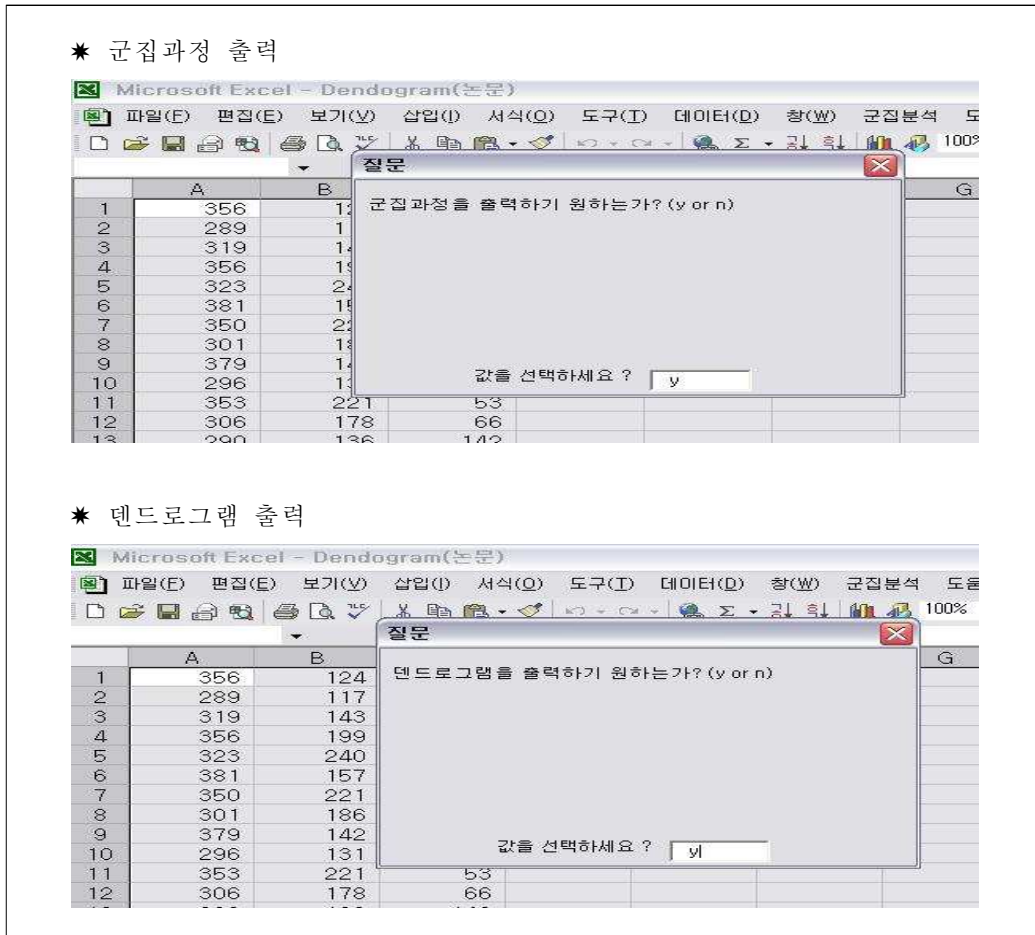 ✷ 군집과정 출력
Microsoft Excel - Dendogram(논문)
파일(F) 편집(E) 보기(V) 삽입(I) 서식(O) 도구(T) 데이터(D) 창(W) 군집분석
100%
질문
A B G
군집과정을 출력하기 원하는가? (y or n)
1 356
2 289
3 319
4 356
5 323
6 381
7 350
8 301
9 379
10 296
값을 선택하세요 ? y
11 353 221 53
12 306 178 66
13 290 136 142
✷ 덴드로그램 출력
Microsoft Excel - Dendogram(논문)
파일(F) 편집(E) 보기(V) 삽입(I) 서식(O) 도구(T) 데이터(D) 창(W) 군집분석
100%
질문
A B G
덴드로그램을 출력하기 원하는가? (y or n)
1 356 124
2 289 117
3 319 143
4 356 199
5 323 240
6 381 157
7 350 221
8 301 186
9 379 142
10 296 131
값을 선택하세요 ? y
11 353 221 53
12 306 178 66